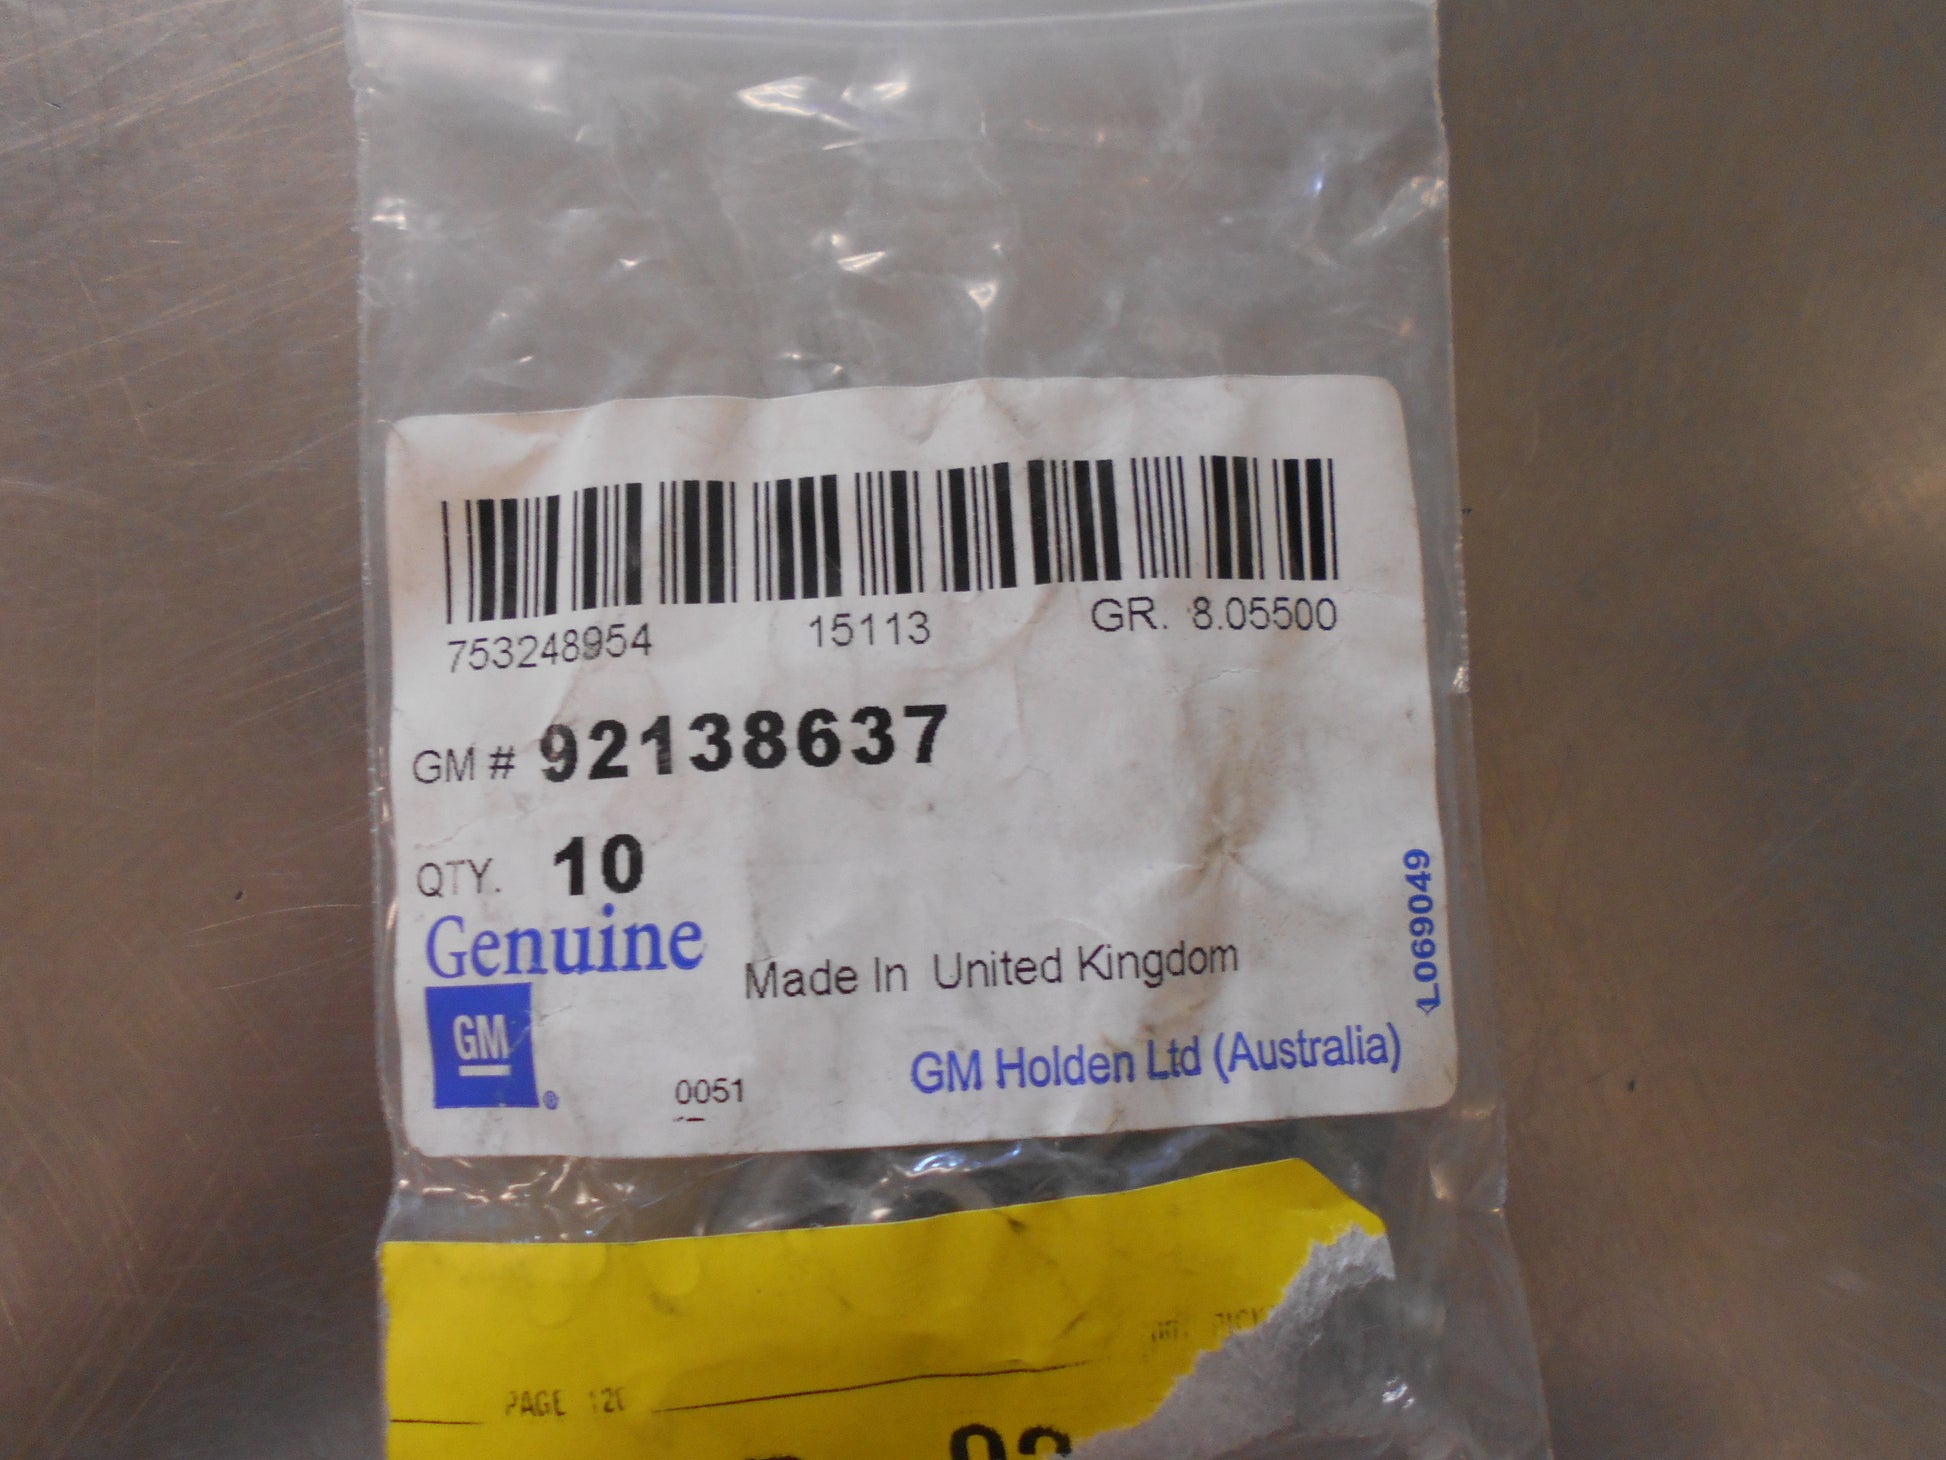 753248954 15113 GR. 8.05500
GM # 92138637
QTY. 10
Genuine
Made In United Kingdom
GM ®
0051
GM Holden Ltd (Australia)
L069049
PAGE